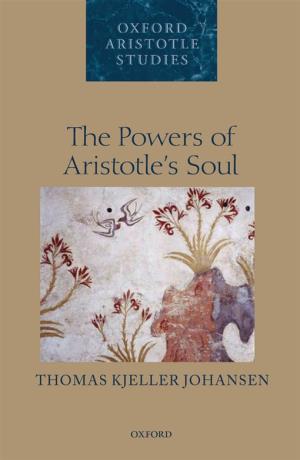 OXFORD
ARISTOTLE
STUDIES
The Powers of
Aristotle's Soul
THOMAS KJELLER JOHANSEN
OXFORD